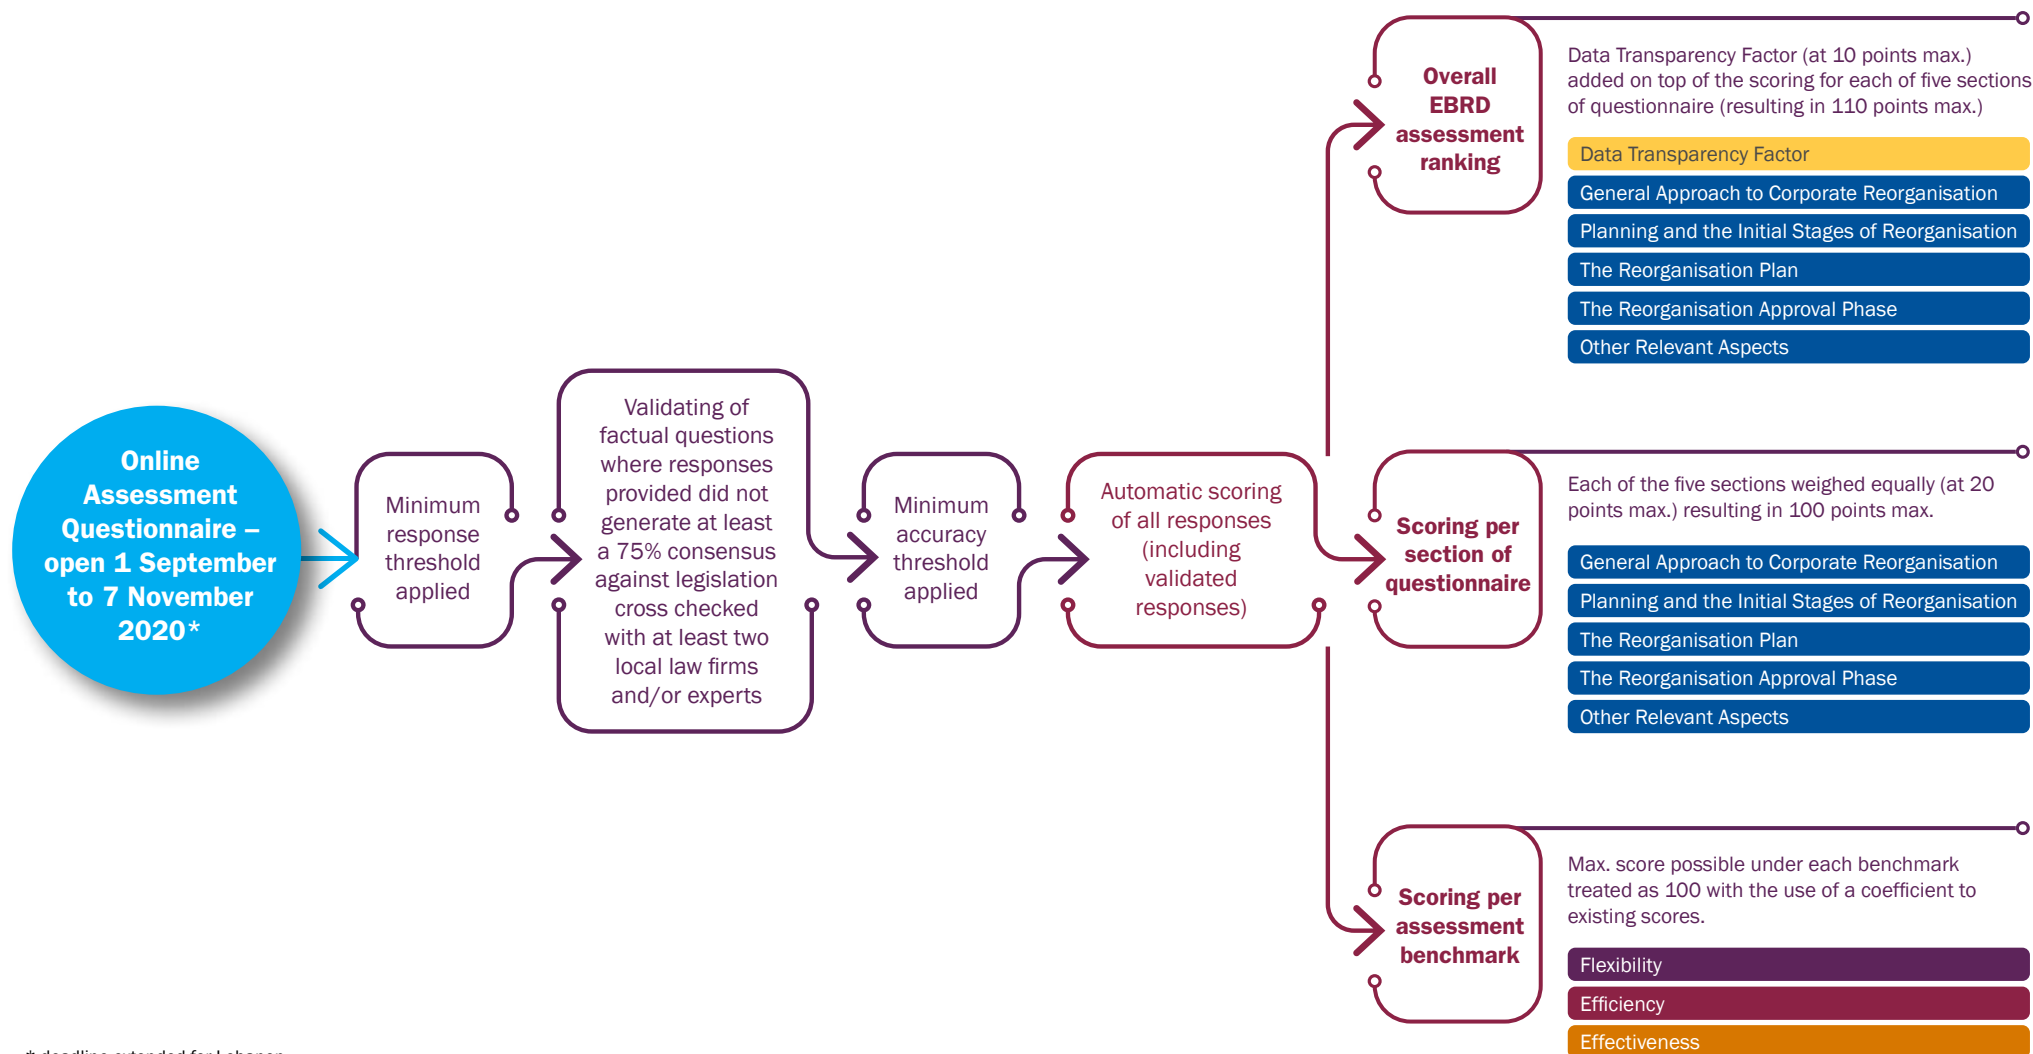 Online
Assessment
Questionnaire –
open 1 September
to 7 November
2020*
Minimum
response
threshold
applied
Validating of
factual questions
where responses
provided did not
generate at least
a 75% consensus
against legislation
cross checked
with at least two
local law firms
and/or experts
Minimum
accuracy
threshold
applied
Automatic scoring
of all responses
(including
validated
responses)
Overall
EBRD
assessment
ranking
Data Transparency Factor (at 10 points max.)
added on top of the scoring for each of five sections
of questionnaire (resulting in 110 points max.)
Data Transparency Factor
General Approach to Corporate Reorganisation
Planning and the Initial Stages of Reorganisation
The Reorganisation Plan
The Reorganisation Approval Phase
Other Relevant Aspects
Scoring per
section of
questionnaire
Each of the five sections weighed equally (at 20
points max.) resulting in 100 points max.
General Approach to Corporate Reorganisation
Planning and the Initial Stages of Reorganisation
The Reorganisation Plan
The Reorganisation Approval Phase
Other Relevant Aspects
Scoring per
assessment
benchmark
Max. score possible under each benchmark
treated as 100 with the use of a coefficient to
existing scores.
Flexibility
Efficiency
Effectiveness
* deadline extended for Lebanon